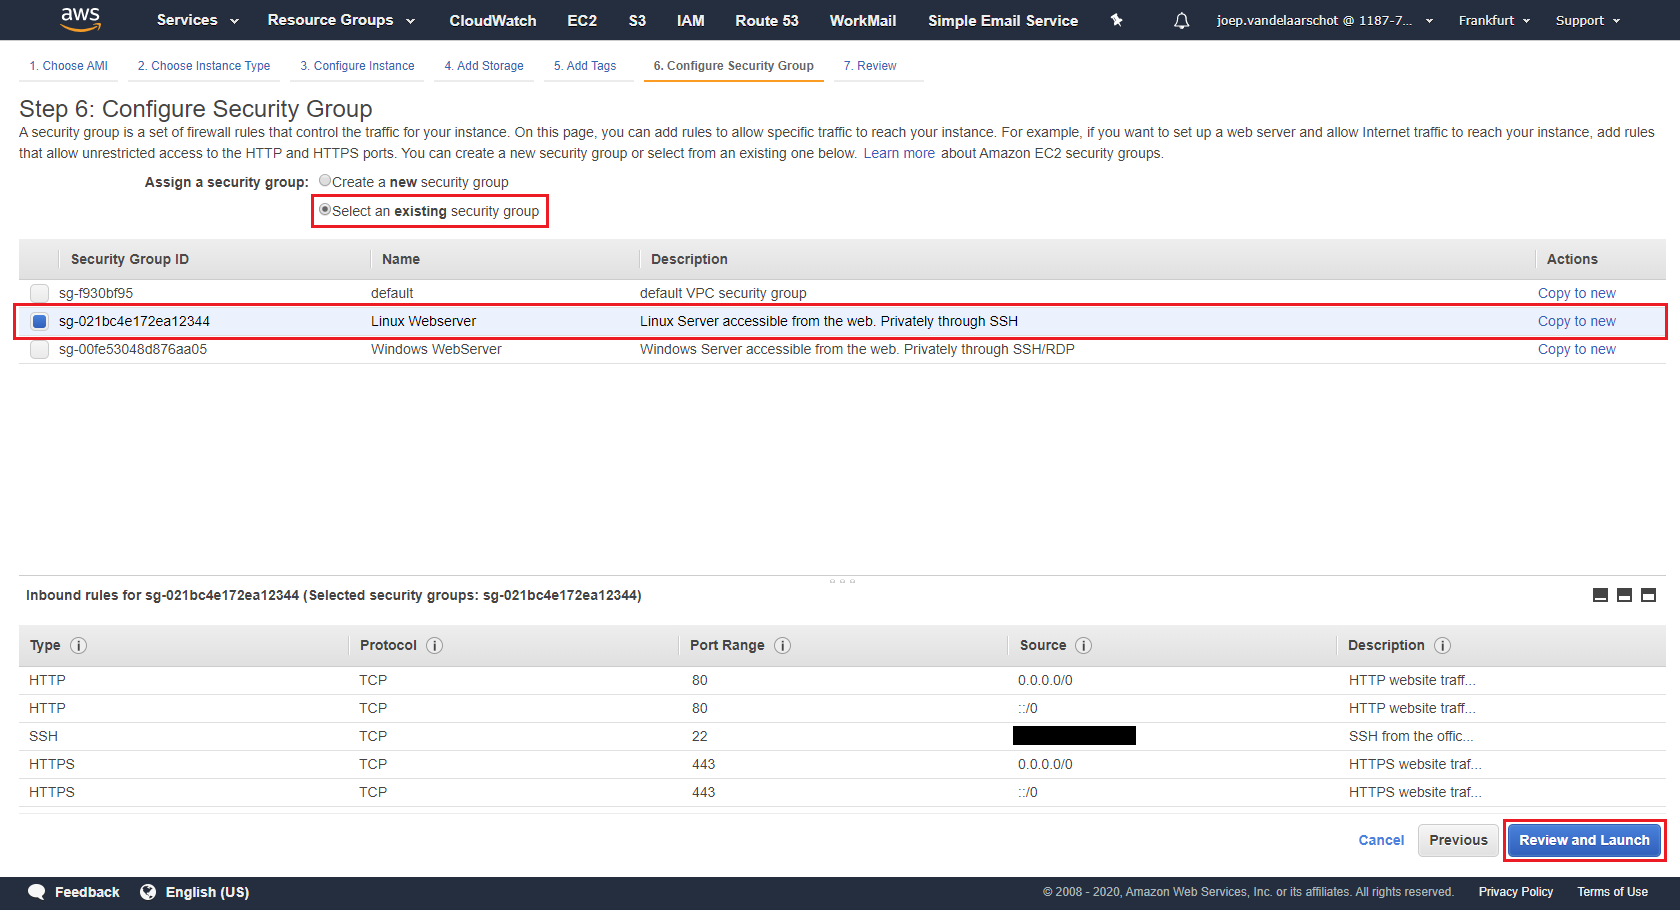 aws Services Resource Groups CloudWatch EC2 S3 IAM Route 53 WorkMail Simple Email Service joep.vandelaarschot @ 1187-7... Frankfurt Support
1. Choose AMI 2. Choose Instance Type 3. Configure Instance 4. Add Storage 5. Add Tags 6. Configure Security Group 7. Review
Step 6: Configure Security Group
A security group is a set of firewall rules that control the traffic for your instance. On this page, you can add rules to allow specific traffic to reach your instance. For example, if you want to set up a web server and allow Internet traffic to reach your instance, add rules
that allow unrestricted access to the HTTP and HTTPS ports. You can create a new security group or select from an existing one below. Learn more about Amazon EC2 security groups.
Assign a security group: Create a new security group
Select an existing security group
Security Group ID Name Description Actions
sg-f930bf95 default default VPC security group Copy to new
sg-021bc4e172ea12344 Linux Webserver Linux Server accessible from the web. Privately through SSH Copy to new
sg-00fe53048d876aa05 Windows WebServer Windows Server accessible from the web. Privately through SSH/RDP Copy to new
Inbound rules for sg-021bc4e172ea12344 (Selected security groups: sg-021bc4e172ea12344)
Type i Protocol i Port Range i Source i Description i
HTTP TCP 80 0.0.0.0/0 HTTP website traff...
HTTP TCP 80 ::/0 HTTP website traff...
SSH TCP 22 SSH from the offic...
HTTPS TCP 443 0.0.0.0/0 HTTPS website traf...
HTTPS TCP 443 ::/0 HTTPS website traf...
Cancel Previous Review and Launch
Feedback English (US) © 2008 - 2020, Amazon Web Services, Inc. or its affiliates. All rights reserved. Privacy Policy Terms of Use